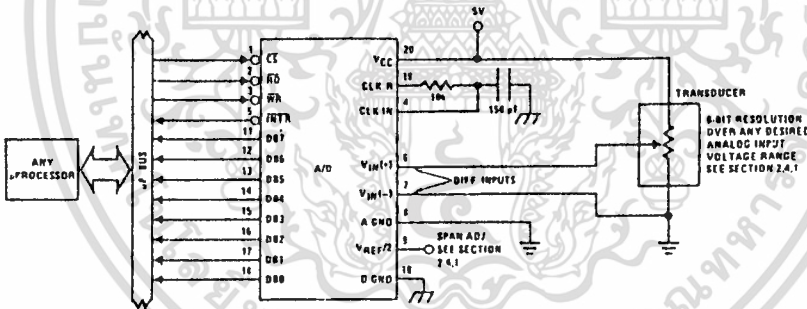 5V
1
CS
2
RD
3
WR
5
INTR
11
DB7
12
DB6
13
DB5
14
DB4
15
DB3
16
DB2
17
DB1
18
DB0
ANY
µPROCESSOR
µP BUS
A/D
20
VCC
19
CLK R
10k
4
CLK IN
150 pF
6
VIN(+)
DIFF INPUTS
7
VIN(–)
8
A GND
9
VREF/2
SPAN ADJ
SEE SECTION
2.4.1
10
D GND
TRANSDUCER
8-BIT RESOLUTION
OVER ANY DESIRED
ANALOG INPUT
VOLTAGE RANGE
SEE SECTION 2.4.1